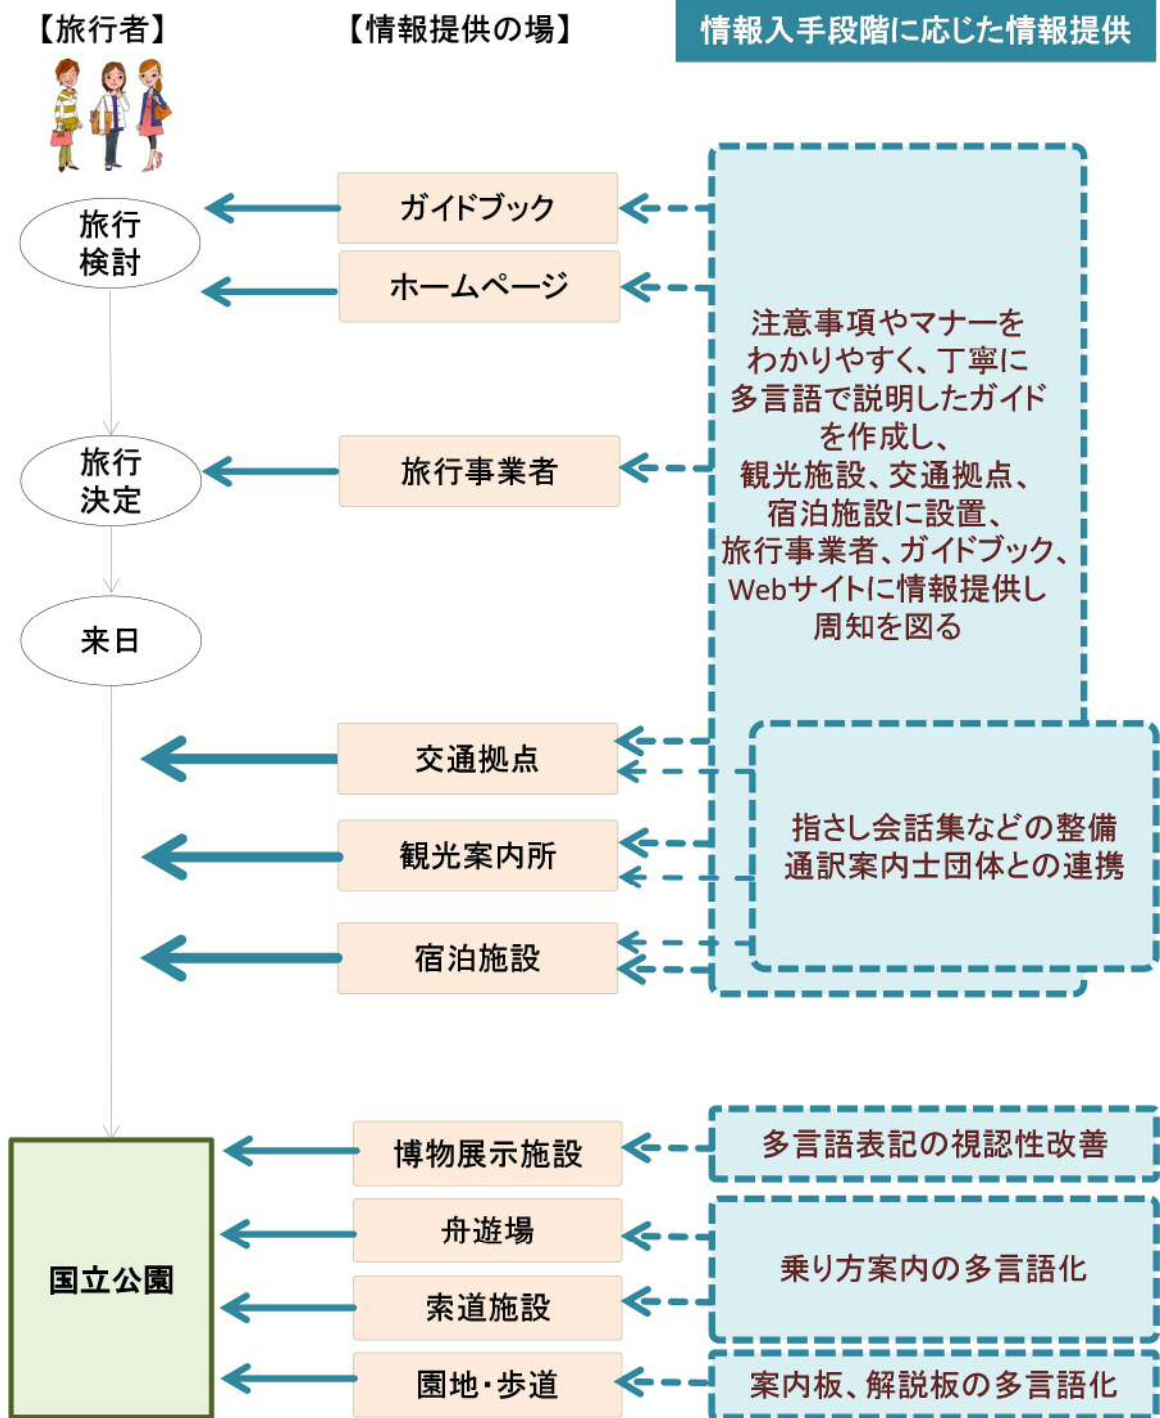 【旅行者】
【情報提供の場】
情報入手段階に応じた情報提供
旅行
検討
ガイドブック
ホームページ
旅行
決定
旅行事業者
来日
注意事項やマナーを
わかりやすく、丁寧に
多言語で説明したガイド
を作成し、
観光施設、交通拠点、
宿泊施設に設置、
旅行事業者、ガイドブック、
Webサイトに情報提供し
周知を図る
交通拠点
観光案内所
宿泊施設
指さし会話集などの整備
通訳案内士団体との連携
国立公園
博物展示施設
多言語表記の視認性改善
舟遊場
索道施設
乗り方案内の多言語化
園地・歩道
案内板、解説板の多言語化